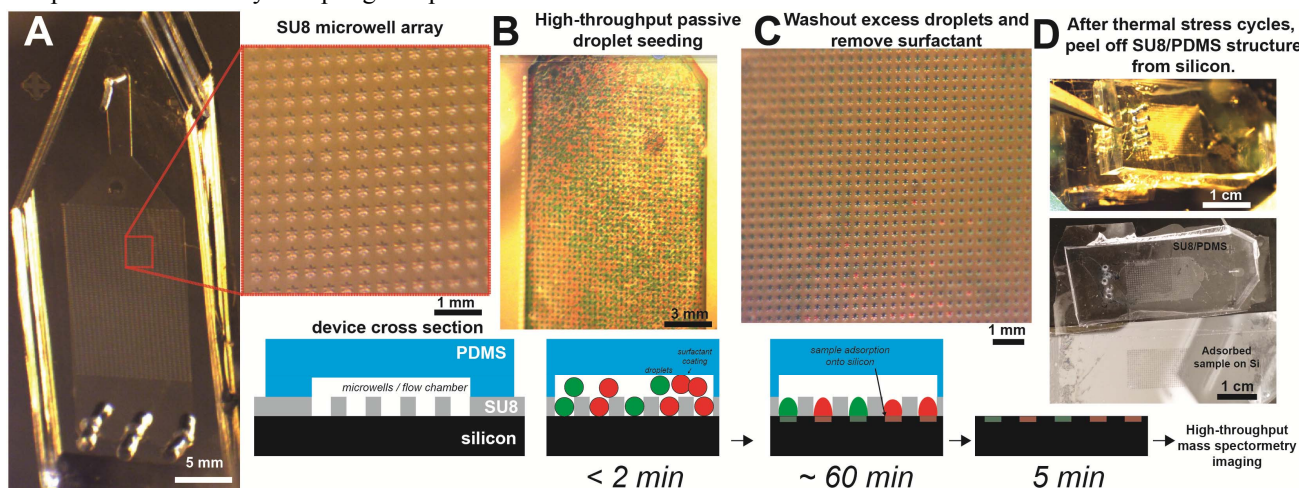 A
SU8 microwell array
1 mm
5 mm
device cross section
PDMS
microwells / flow chamber
SU8
silicon
B
High-throughput passive
droplet seeding
3 mm
droplets
surfactant
coating
< 2 min
C
Washout excess droplets and
remove surfactant
1 mm
sample adsorption
onto silicon
~ 60 min
D
After thermal stress cycles,
peel off SU8/PDMS structure
from silicon.
1 cm
SU8/PDMS
Adsorbed
sample on Si
1 cm
5 min
High-throughput
mass spectormetry
imaging